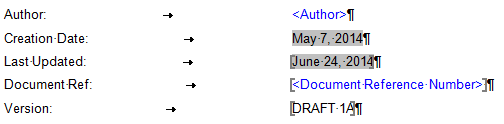 Author: <Author>
Creation Date: May 7, 2014
Last Updated: June 24, 2014
Document Ref: <Document Reference Number>
Version: DRAFT 1A